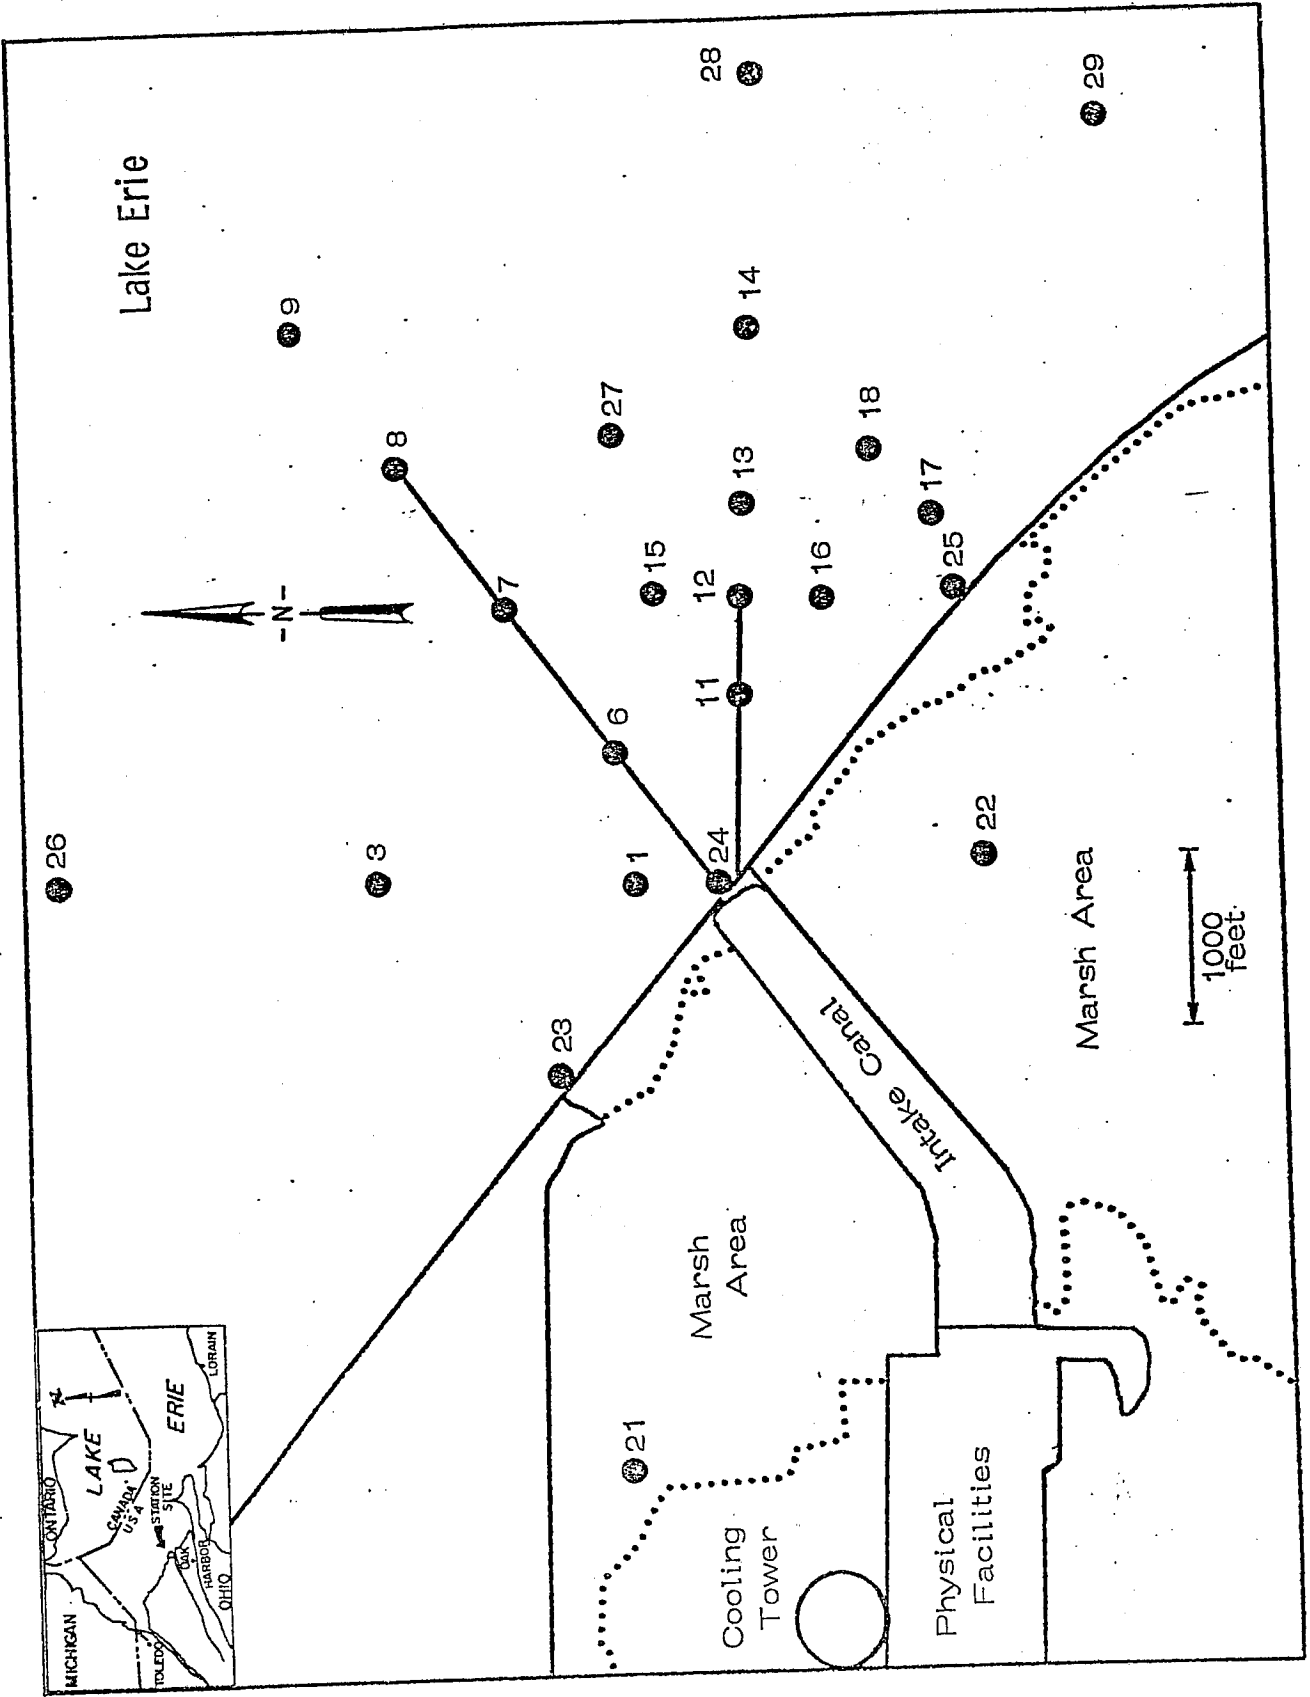 Lake Erie
28
29
9
14
8
27
13
18
17
7
15
12
16
25
-N-
6
11
26
3
1
24
22
23
Marsh Area
1000
feet
Intake Canal
Marsh
Area
21
Cooling
Tower
Physical
Facilities
MICHIGAN
ONTARIO
LAKE
ERIE
CANADA
USA
STATION
SITE
TOLEDO
OAK
HARBOR
OHIO
LORAIN
N